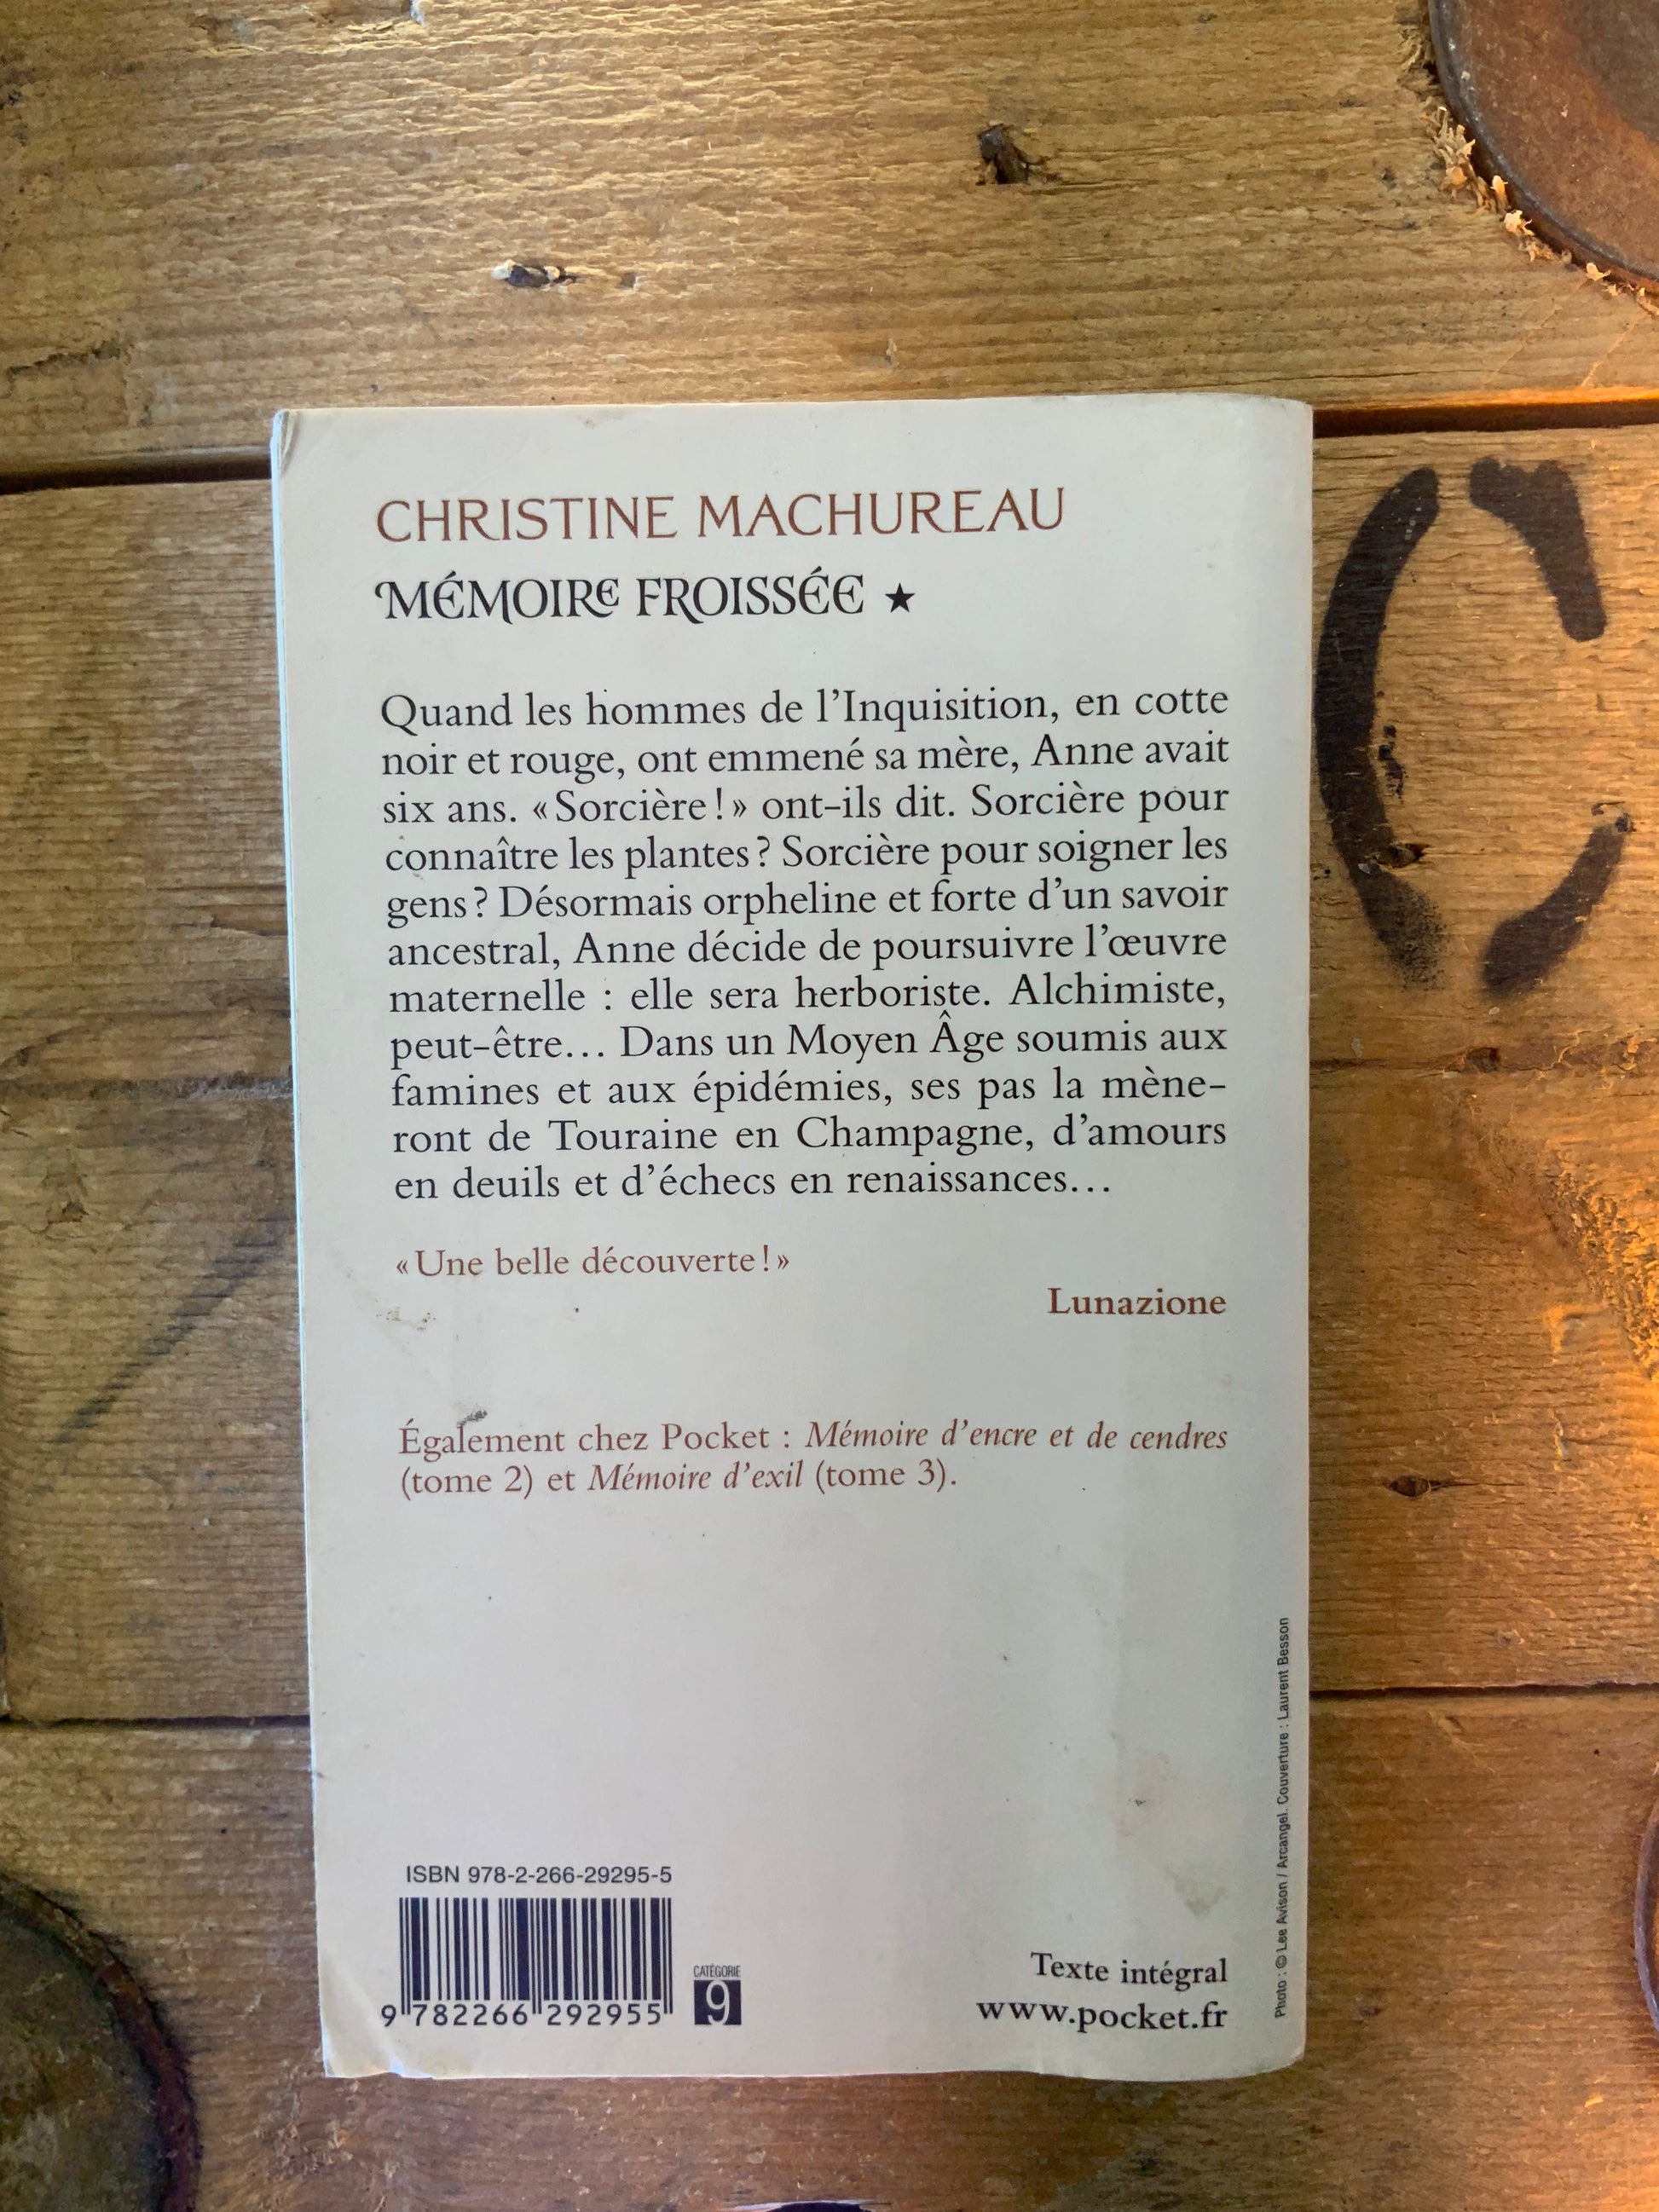 CHRISTINE MACHUREAU
MÉMOIRE FROISSÉE ★
Quand les hommes de l'Inquisition, en cotte
noir et rouge, ont emmené sa mère, Anne avait
six ans. « Sorcière ! » ont-ils dit. Sorcière pour
connaître les plantes ? Sorcière pour soigner les
gens ? Désormais orpheline et forte d'un savoir
ancestral, Anne décide de poursuivre l'œuvre
maternelle : elle sera herboriste. Alchimiste,
peut-être… Dans un Moyen Âge soumis aux
famines et aux épidémies, ses pas la mène-
ront de Touraine en Champagne, d'amours
en deuils et d'échecs en renaissances…
« Une belle découverte ! »
Lunazione
Également chez Pocket : Mémoire d'encre et de cendres
(tome 2) et Mémoire d'exil (tome 3).
ISBN 978-2-266-29295-5
9 782266 292955
CATÉGORIE
9
Texte intégral
www.pocket.fr
Photo : © Lee Avison / Arcangel. Couverture : Laurent Besson